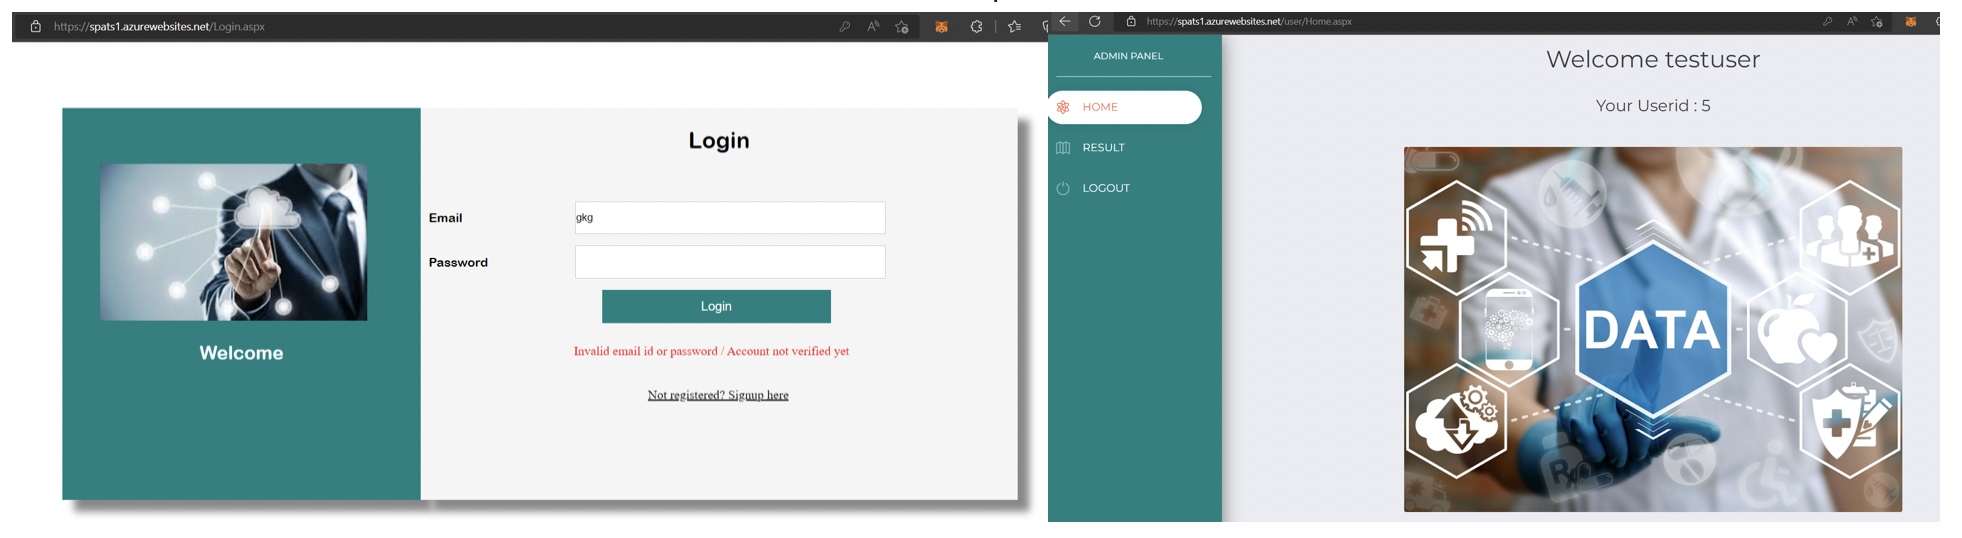 https://spats1.azurewebsites.net/Login.aspx
Login
Email
gkg
Password
Login
Welcome
Invalid email id or password / Account not verified yet
Not registered? Signup here
https://spats1.azurewebsites.net/user/Home.aspx
ADMIN PANEL
HOME
RESULT
LOGOUT
Welcome testuser
Your Userid : 5
DATA
Rx